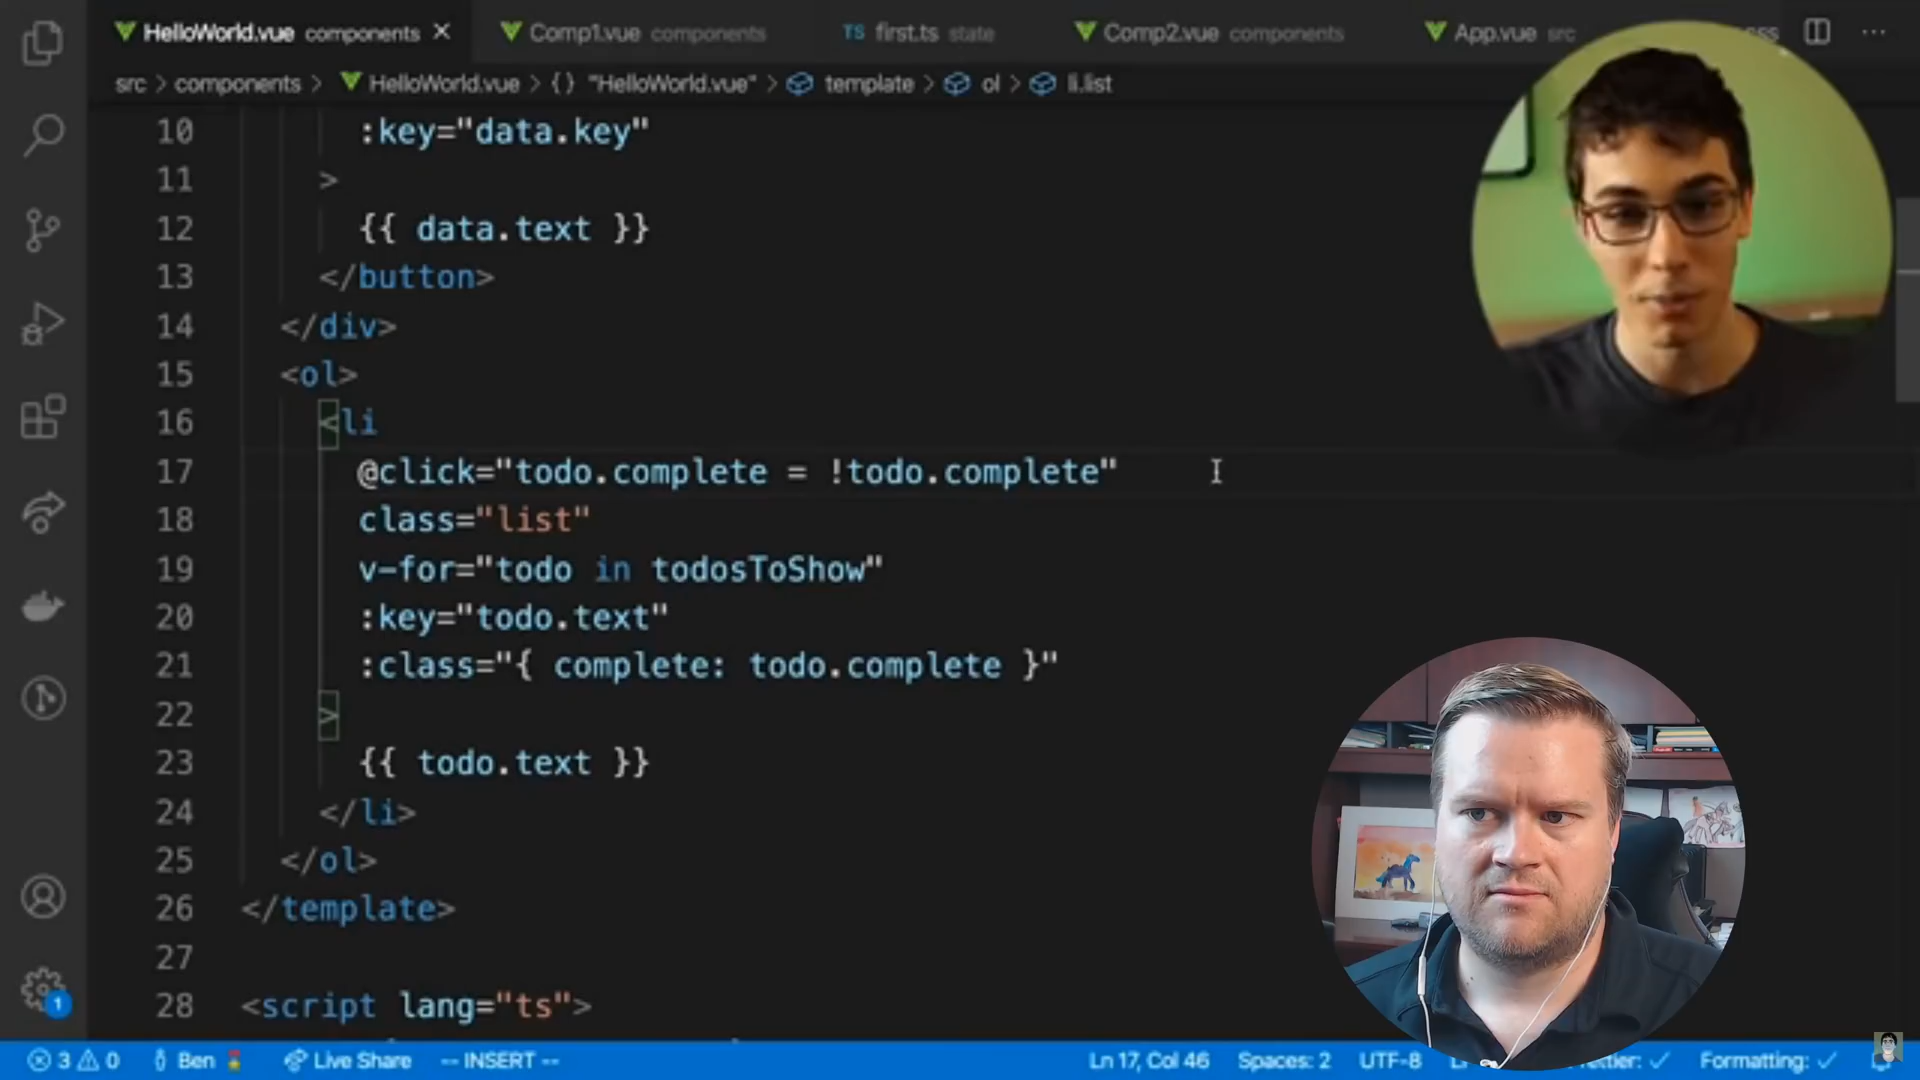 HelloWorld.vue components Comp1.vue components TS first.ts state Comp2.vue components App.vue src
src > components > HelloWorld.vue > {} "HelloWorld.vue" > template > ol > li.list
10 :key="data.key"
11 >
12 {{ data.text }}
13 </button>
14 </div>
15 <ol>
16 <li
17 @click="todo.complete = !todo.complete"
18 class="list"
19 v-for="todo in todosToShow"
20 :key="todo.text"
21 :class="{ complete: todo.complete }"
22 >
23 {{ todo.text }}
24 </li>
25 </ol>
26 </template>
27
28 <script lang="ts">
1
3 0 Ben Live Share -- INSERT -- Ln 17, Col 46 Spaces: 2 UTF-8 Formatting: